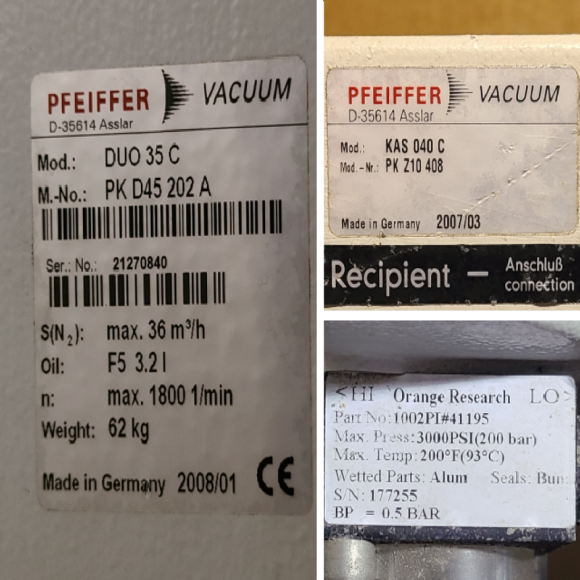 PFEIFFER VACUUM
D-35614 Asslar
Mod.: DUO 35 C
M.-No.: PK D45 202 A
Ser.: No.: 21270840
S(N₂): max. 36 m³/h
Oil: F5 3.2 l
n: max. 1800 1/min
Weight: 62 kg
Made in Germany 2008/01 CE
PFEIFFER VACUUM
D-35614 Asslar
Mod.: KAS 040 C
Mod.-Nr.: PK Z10 408
Made in Germany 2007/03
Recipient – Anschluß
connection
<HI Orange Research LO>
Part No:1002PI#41195
Max. Press:3000PSI(200 bar)
Max. Temp:200°F(93°C)
Wetted Parts: Alum Seals: Bun
S/N: 177255
BP = 0.5 BAR